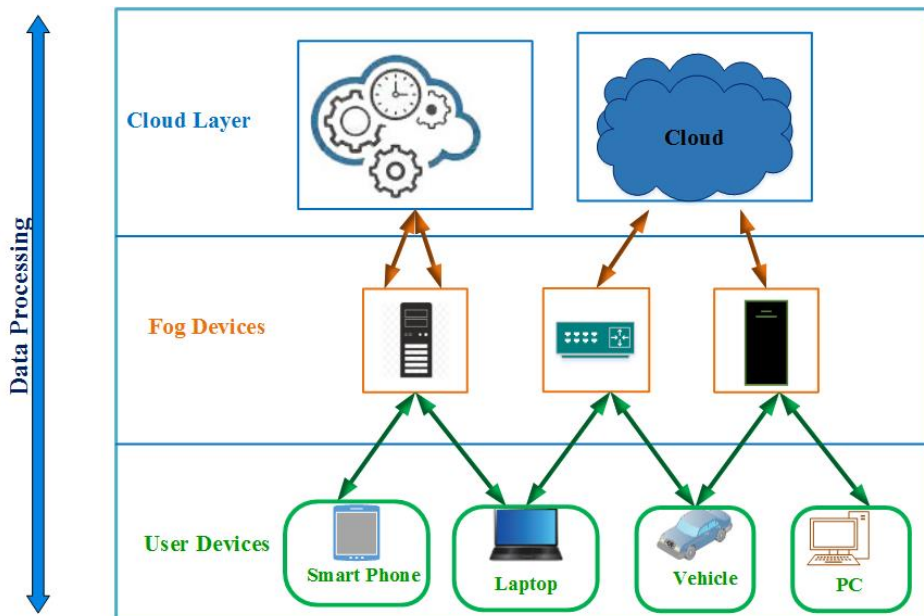 Data Processing
Cloud Layer
Cloud
Fog Devices
User Devices
Smart Phone
Laptop
Vehicle
PC